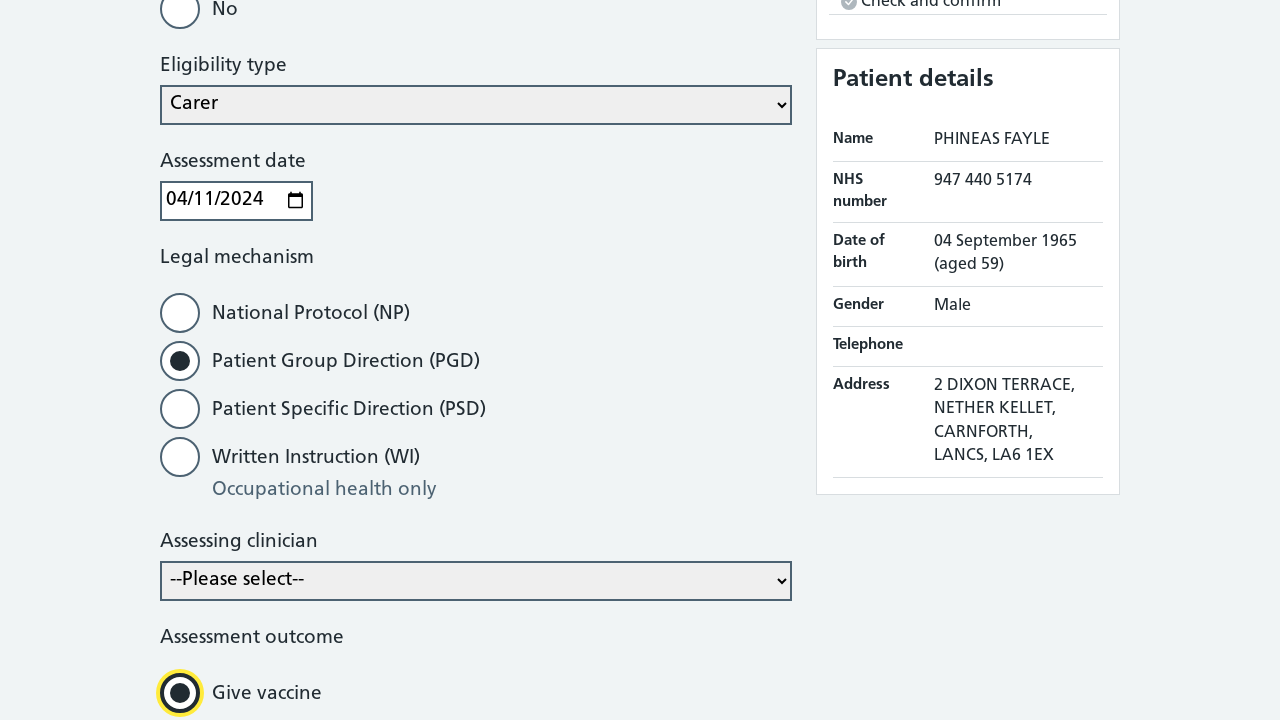 No
Eligibility type
Carer
Assessment date
04/11/2024
Legal mechanism
National Protocol (NP)
Patient Group Direction (PGD)
Patient Specific Direction (PSD)
Written Instruction (WI)
Occupational health only
Assessing clinician
--Please select--
Assessment outcome
Give vaccine
Check and confirm
Patient details
Name PHINEAS FAYLE
NHS number 947 440 5174
Date of birth 04 September 1965
(aged 59)
Gender Male
Telephone
Address 2 DIXON TERRACE,
NETHER KELLET,
CARNFORTH,
LANCS, LA6 1EX